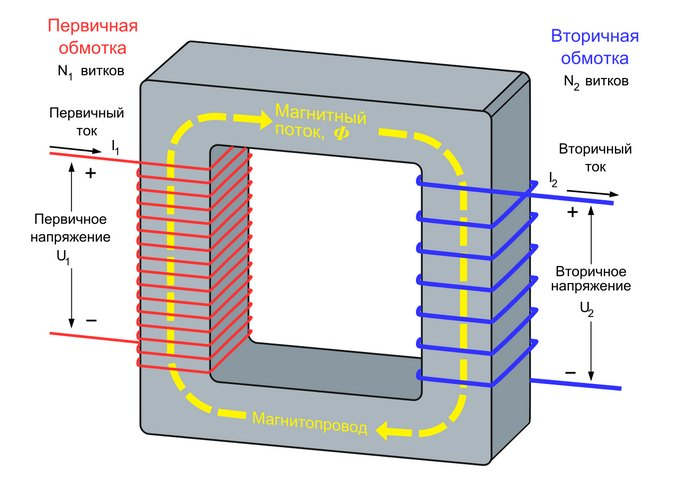 Первичная
обмотка
N1 витков
Первичный
ток
I1
+
Первичное
напряжение
U1
−
Магнитный
поток, Ф
Магнитопровод
Вторичная
обмотка
N2 витков
Вторичный
ток
I2
+
Вторичное
напряжение
U2
−